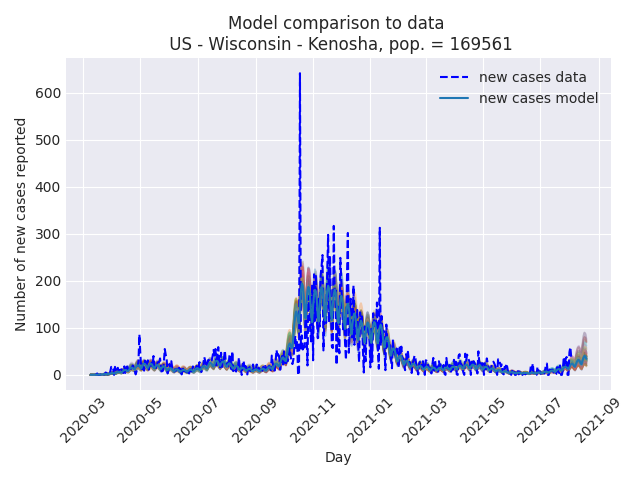 Model comparison to data
US - Wisconsin - Kenosha, pop. = 169561
new cases data
new cases model
Number of new cases reported
600
500
400
300
200
100
0
2020-03
2020-05
2020-07
2020-09
2020-11
2021-01
2021-03
2021-05
2021-07
2021-09
Day